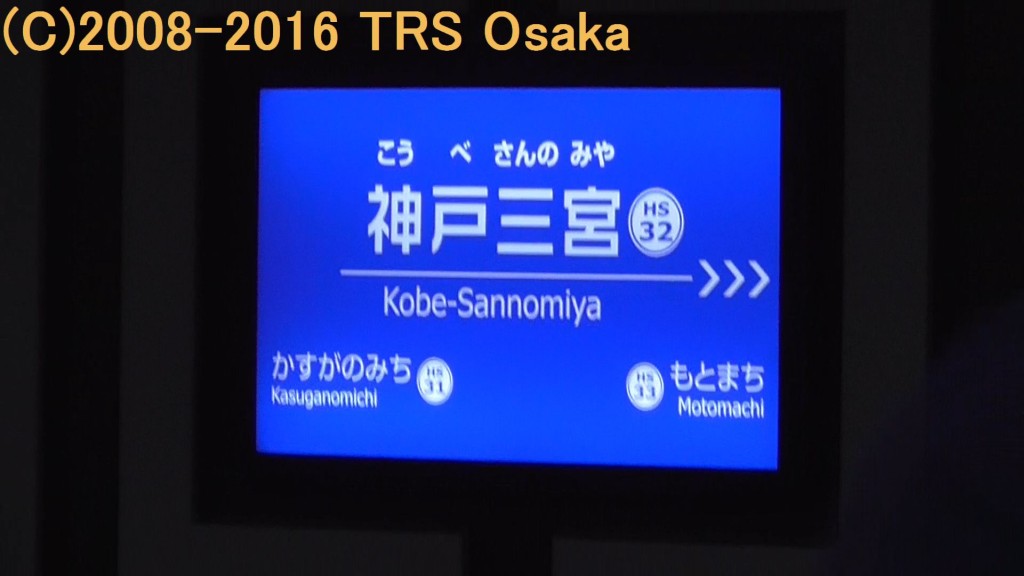 (C)2008-2016 TRS Osaka
こう べ さんの みや
神戸三宮 HS 32
Kobe-Sannomiya
かすがのみち HS 31
Kasuganomichi
HS 33 もとまち
Motomachi